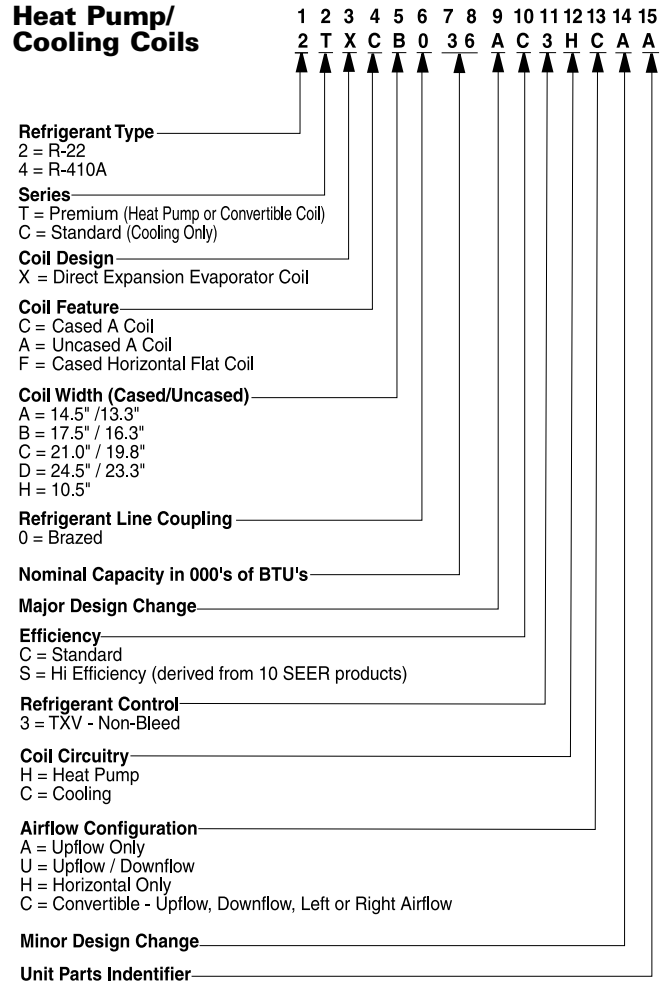 Heat Pump/
Cooling Coils
1 2 3 4 5 6 7 8 9 10 11 12 13 14 15
2 T X C B 0 3 6 A C 3 H C A A
Refrigerant Type
2 = R-22
4 = R-410A
Series
T = Premium (Heat Pump or Convertible Coil)
C = Standard (Cooling Only)
Coil Design
X = Direct Expansion Evaporator Coil
Coil Feature
C = Cased A Coil
A = Uncased A Coil
F = Cased Horizontal Flat Coil
Coil Width (Cased/Uncased)
A = 14.5" /13.3"
B = 17.5" / 16.3"
C = 21.0" / 19.8"
D = 24.5" / 23.3"
H = 10.5"
Refrigerant Line Coupling
0 = Brazed
Nominal Capacity in 000's of BTU's
Major Design Change
Efficiency
C = Standard
S = Hi Efficiency (derived from 10 SEER products)
Refrigerant Control
3 = TXV - Non-Bleed
Coil Circuitry
H = Heat Pump
C = Cooling
Airflow Configuration
A = Upflow Only
U = Upflow / Downflow
H = Horizontal Only
C = Convertible - Upflow, Downflow, Left or Right Airflow
Minor Design Change
Unit Parts Indentifier